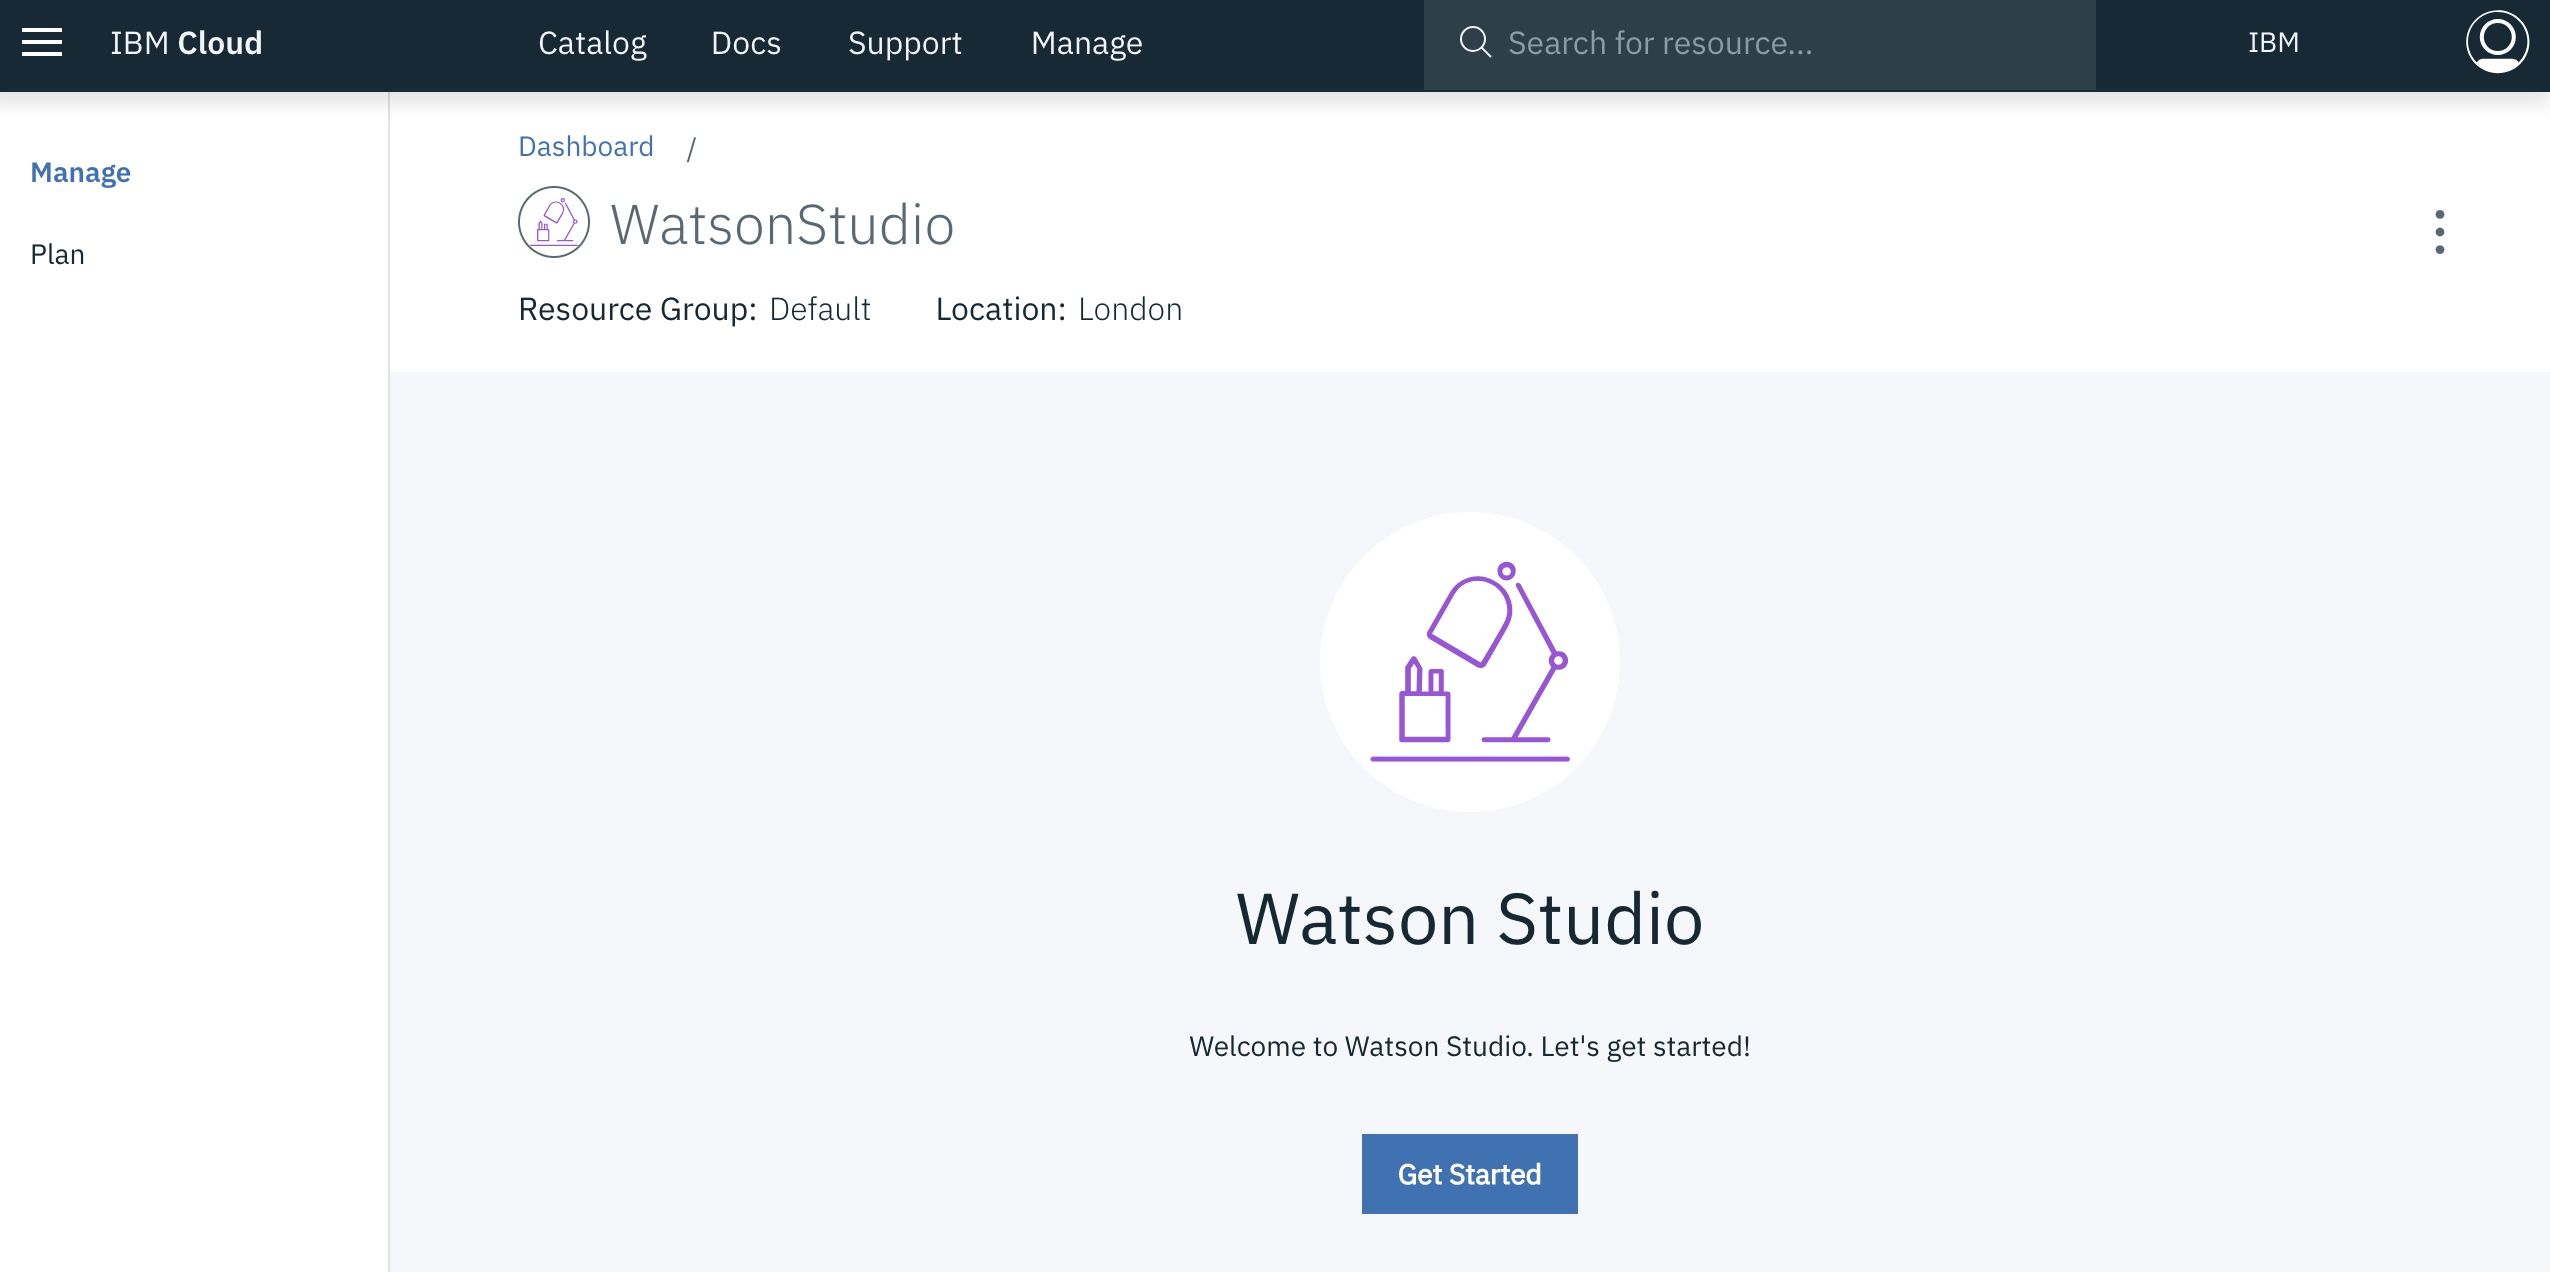 IBM Cloud Catalog Docs Support Manage Search for resource... IBM
Manage
Plan
Dashboard /
WatsonStudio
Resource Group: Default Location: London
Watson Studio
Welcome to Watson Studio. Let's get started!
Get Started